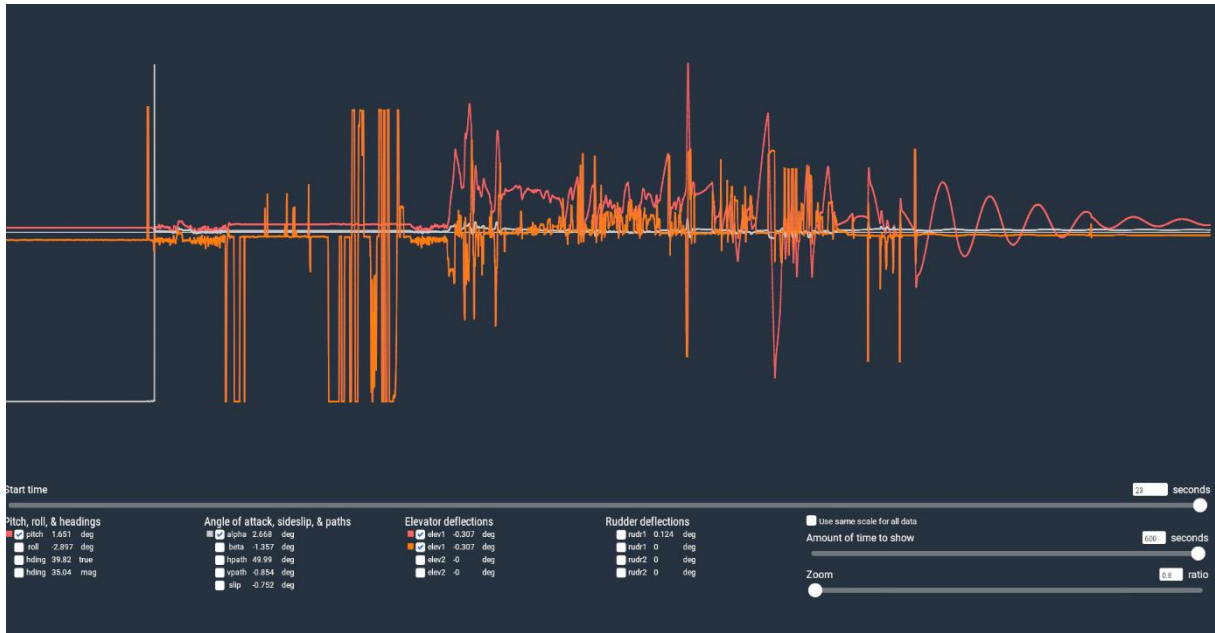 Start time
23 seconds
Pitch, roll, & headings Angle of attack, sideslip, & paths Elevator deflections Rudder deflections Use same scale for all data
pitch 1.651 deg alpha 2.668 deg elev1 -0.307 deg rudr1 0.124 deg Amount of time to show 600 seconds
roll -2.897 deg beta -1.357 deg elev1 -0.307 deg rudr1 0 deg
hding 39.82 true hpath 49.99 deg elev2 -0 deg rudr2 0 deg Zoom 0.8 ratio
hding 35.04 mag vpath -0.854 deg elev2 -0 deg rudr2 0 deg
slip -0.752 deg